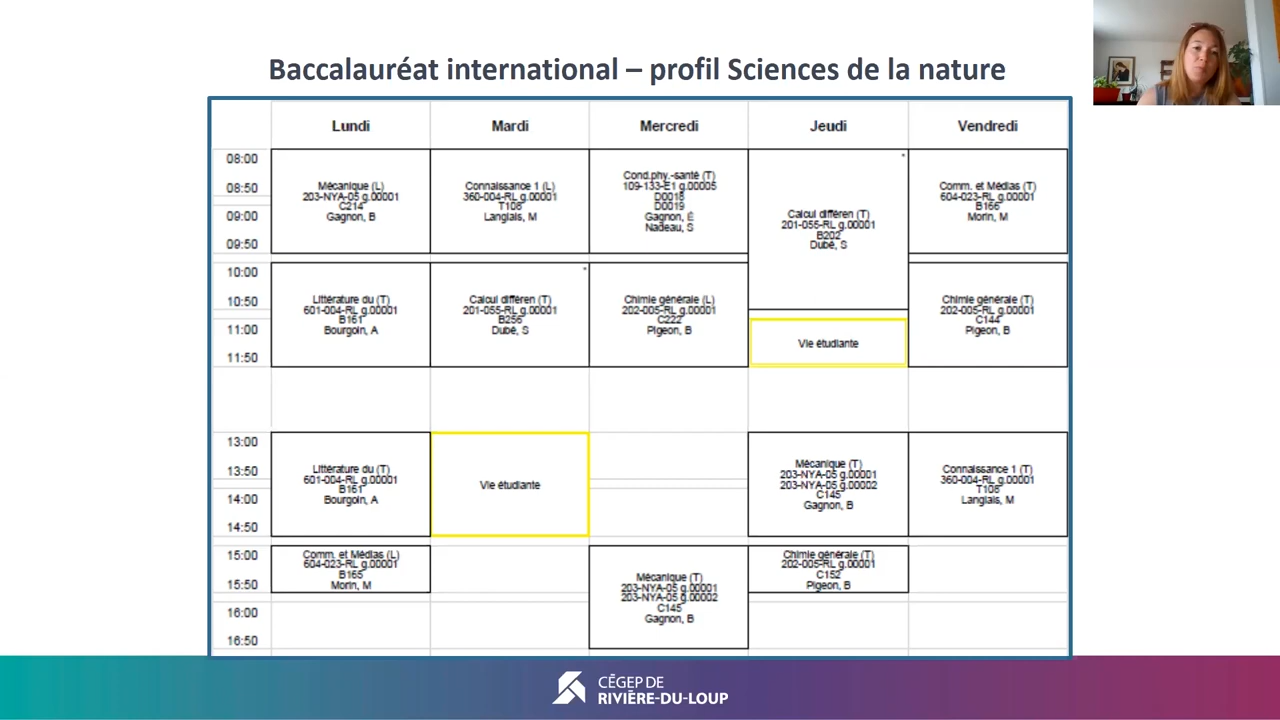 Baccalauréat international – profil Sciences de la nature
Lundi
Mardi
Mercredi
Jeudi
Vendredi
08:00
08:50
09:00
09:50
Mécanique (L)
203-NYA-05 g.00001
C214
Gagnon, B
Connaissance 1 (L)
360-004-RL g.00001
T108
Langlais, M
Cond.phy.-santé (T)
109-133-E1 g.00005
D0018
D0019
Gagnon, É
Nadeau, S
*
Calcul différen (T)
201-055-RL g.00001
B202
Dubé, S
Comm. et Médias (T)
604-023-RL g.00001
B166
Morin, M
10:00
10:50
11:00
11:50
Littérature du (T)
601-004-RL g.00001
B161
Bourgoin, A
*
Calcul différen (T)
201-055-RL g.00001
B256
Dubé, S
Chimie générale (L)
202-005-RL g.00001
C222
Pigeon, B
Vie étudiante
Chimie générale (T)
202-005-RL g.00001
C144
Pigeon, B
13:00
13:50
14:00
14:50
Littérature du (T)
601-004-RL g.00001
B161
Bourgoin, A
Vie étudiante
Mécanique (T)
203-NYA-05 g.00001
203-NYA-05 g.00002
C145
Gagnon, B
Connaissance 1 (T)
360-004-RL g.00001
T108
Langlais, M
15:00
15:50
16:00
16:50
Comm. et Médias (L)
604-023-RL g.00001
B165
Morin, M
Mécanique (T)
203-NYA-05 g.00001
203-NYA-05 g.00002
C145
Gagnon, B
Chimie générale (T)
202-005-RL g.00001
C152
Pigeon, B
CÉGEP DE
RIVIÈRE-DU-LOUP